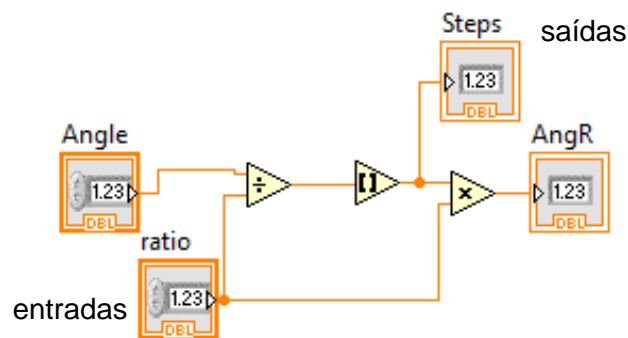 Steps saídas
1.23
DBL
Angle
AngR
1.23
DBL
÷
[ ]
×
1.23
DBL
ratio
entradas
1.23
DBL